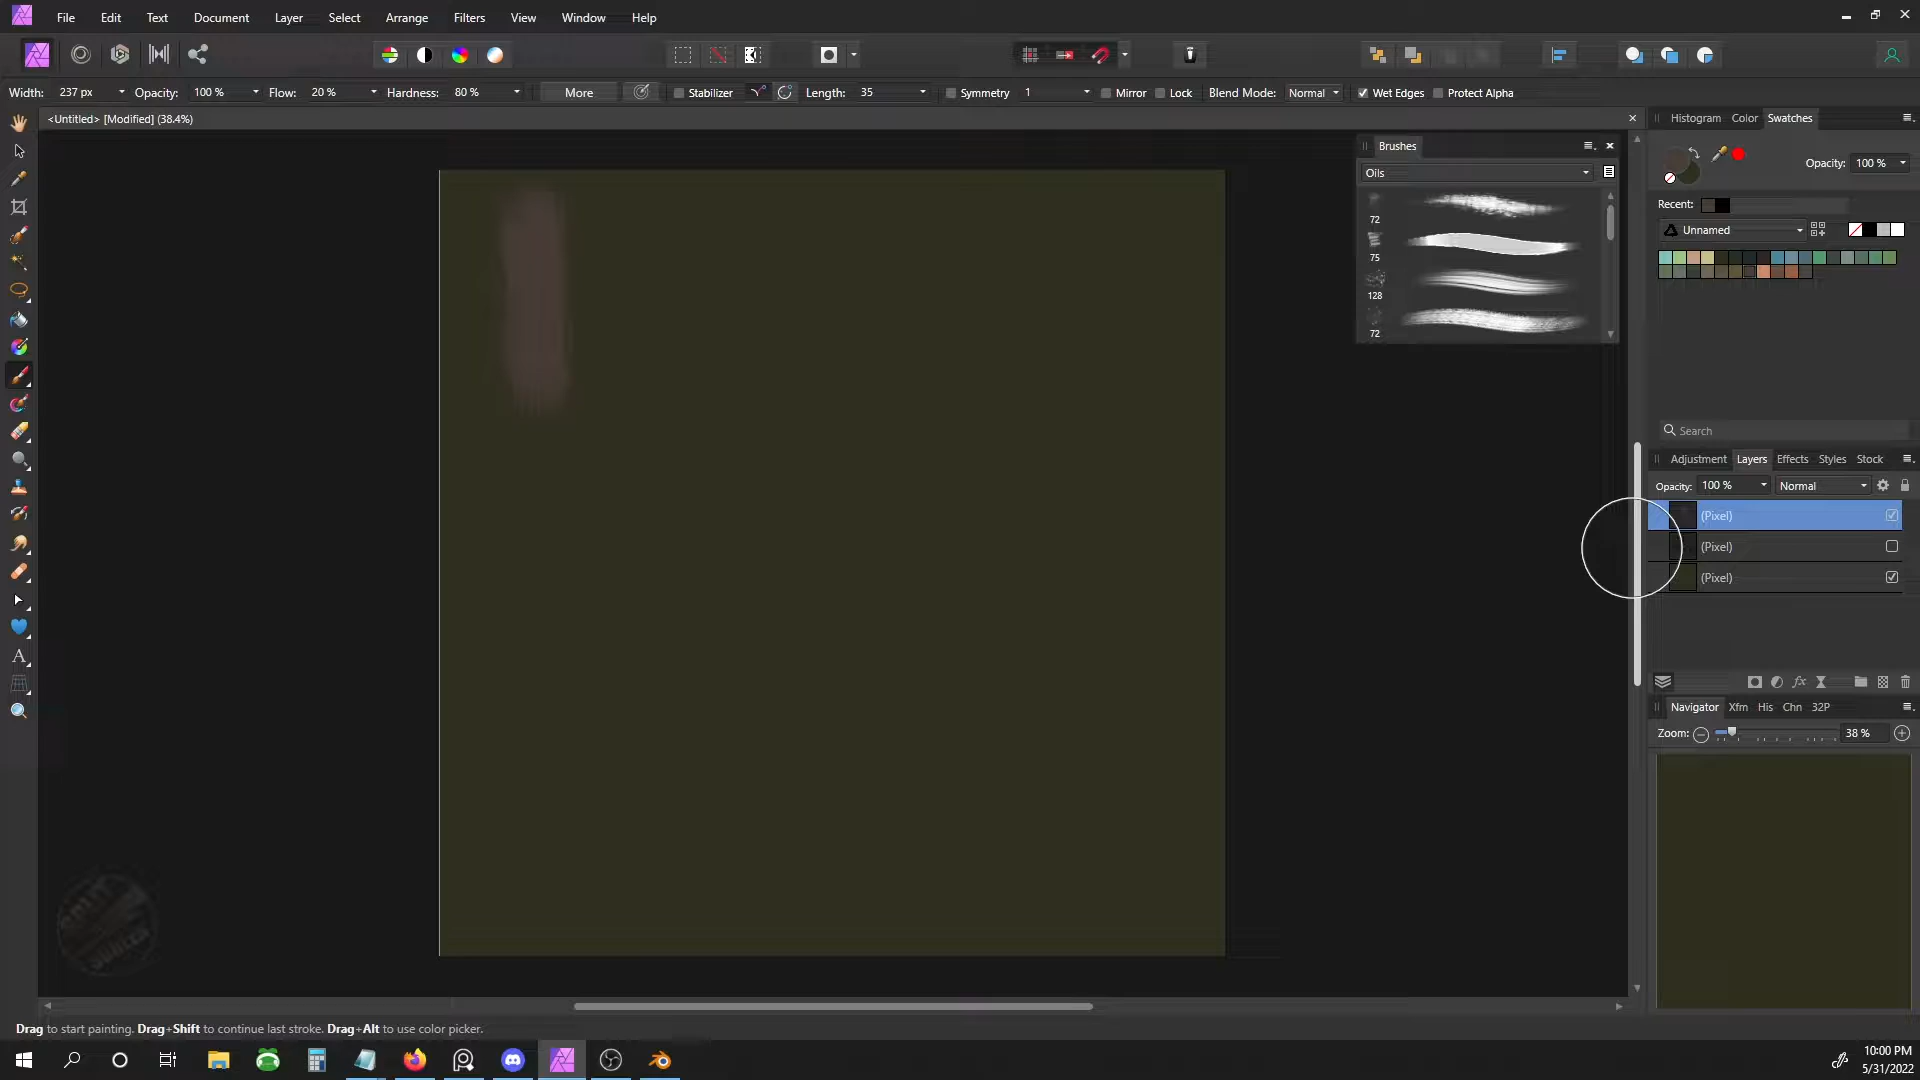 File Edit Text Document Layer Select Arrange Filters View Window Help
Width: 237 px Opacity: 100 % Flow: 20 % Hardness: 80 % More Stabilizer Length: 35 Symmetry 1 Mirror Lock Blend Mode: Normal Wet Edges Protect Alpha
<Untitled> [Modified] (38.4%)
Brushes
Oils
72
75
128
72
Histogram Color Swatches
Opacity: 100 %
Recent:
Unnamed
Search
Adjustment Layers Effects Styles Stock
Opacity: 100 % Normal
(Pixel)
(Pixel)
(Pixel)
Navigator Xfm His Chn 32P
Zoom: 38 %
Drag to start painting. Drag+Shift to continue last stroke. Drag+Alt to use color picker.
10:00 PM
5/31/2022